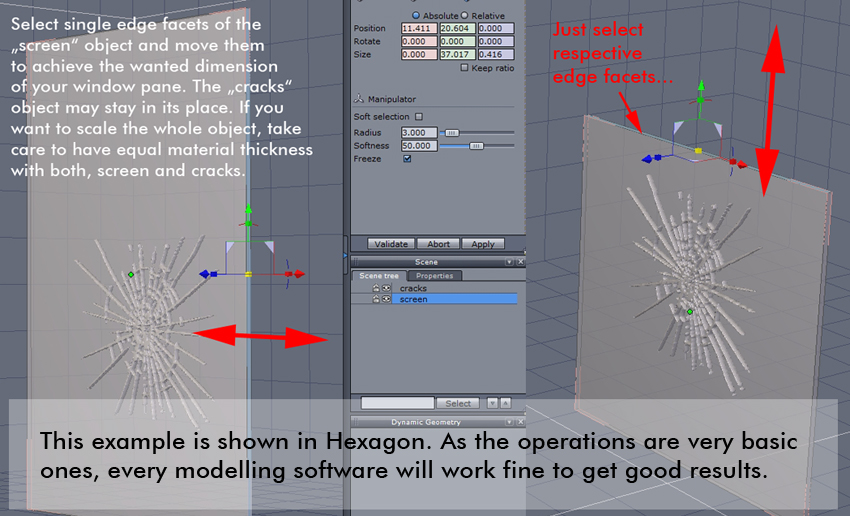 Select single edge facets of the
„screen“ object and move them
to achieve the wanted dimension
of your window pane. The „cracks“
object may stay in its place. If you
want to scale the whole object, take
care to have equal material thickness
with both, screen and cracks.
Absolute Relative
Position 11.411 20.604 0.000
Rotate 0.000 0.000 0.000
Size 0.000 37.017 0.416
Keep ratio
Manipulator
Soft selection
Radius 3.000
Softness 50.000
Freeze
Validate Abort Apply
Scene
Scene tree Properties
cracks
screen
Select
Dynamic Geometry
Just select
respective
edge facets...
This example is shown in Hexagon. As the operations are very basic
ones, every modelling software will work fine to get good results.